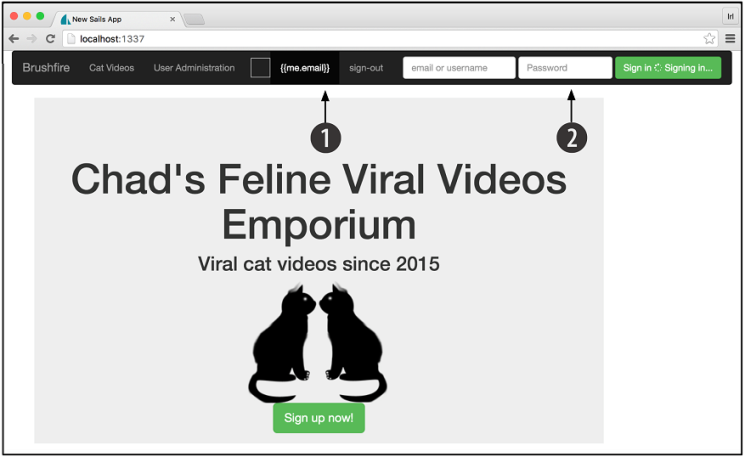 New Sails App
Irl
localhost:1337
Brushfire Cat Videos User Administration {{me.email}} sign-out email or username Password Sign in Signing in...
1 2
Chad's Feline Viral Videos
Emporium
Viral cat videos since 2015
Sign up now!